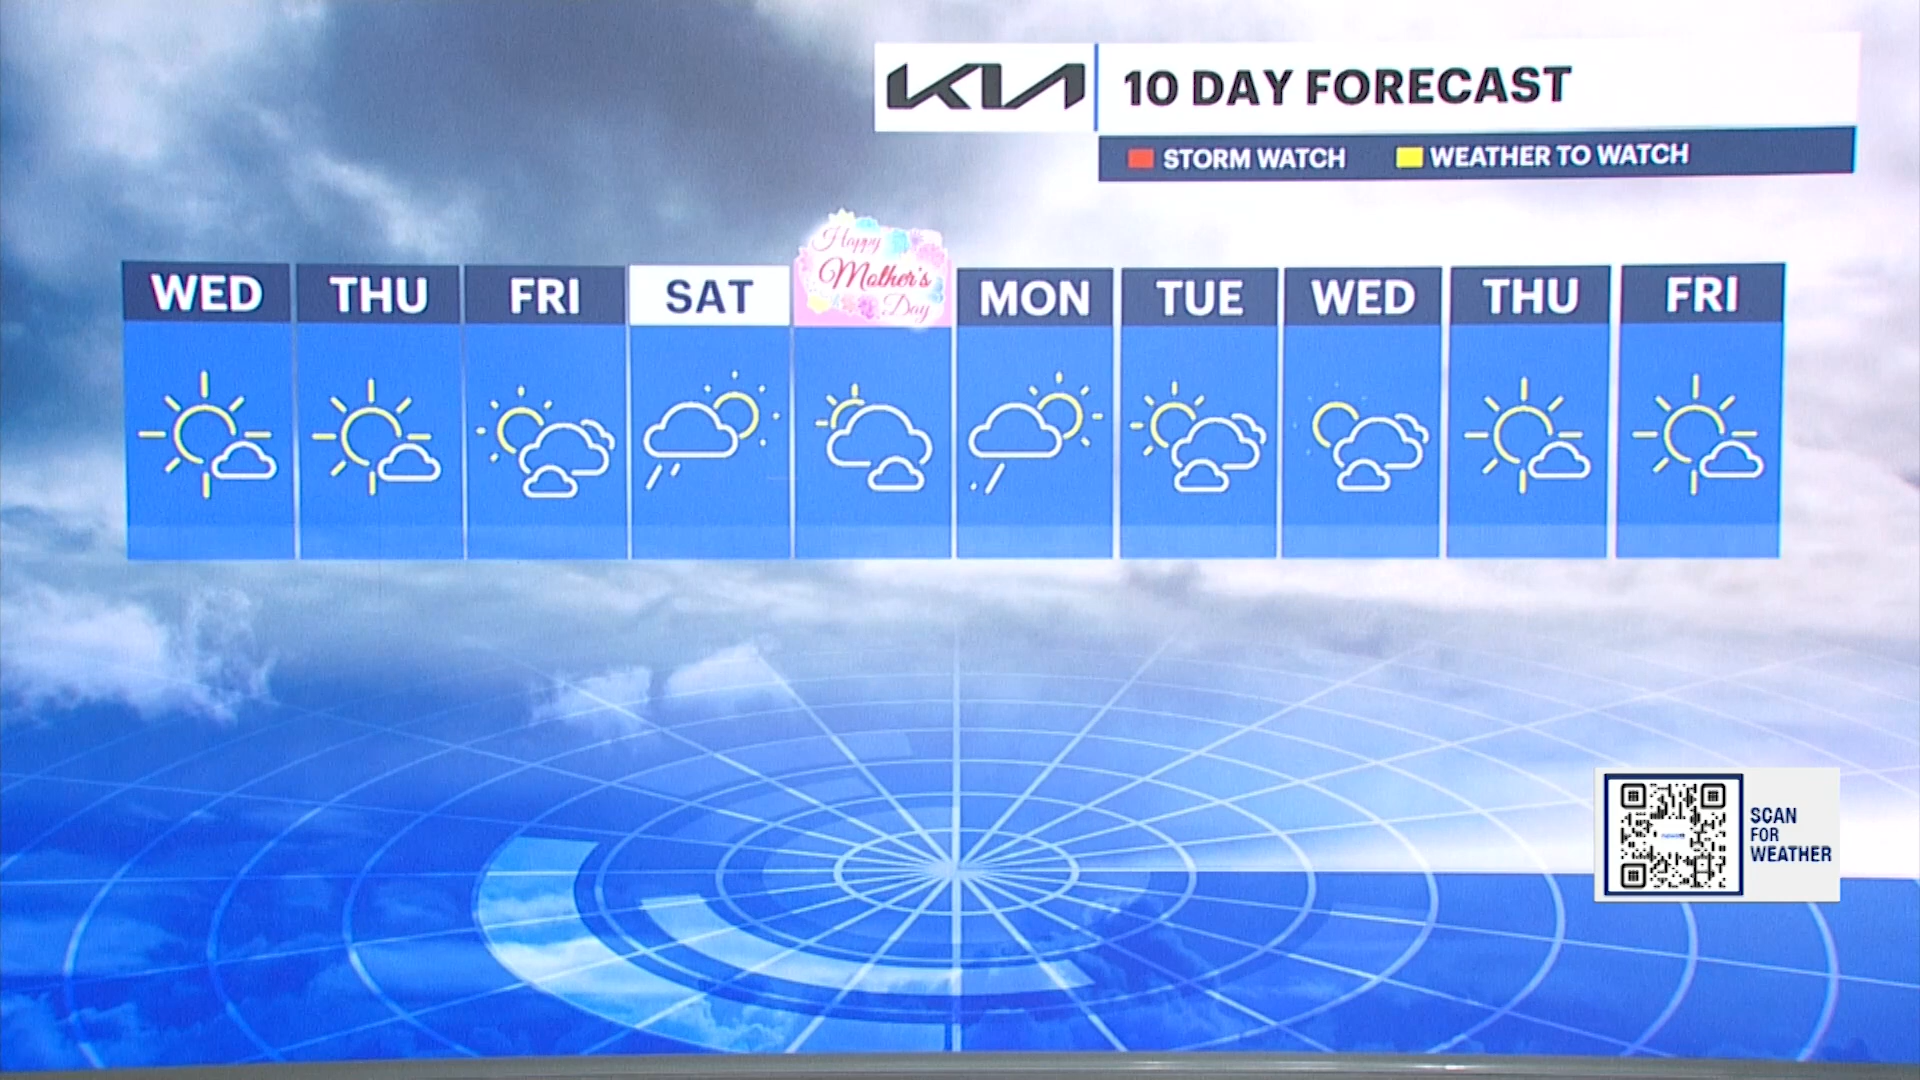 KIA
10 DAY FORECAST
STORM WATCH
WEATHER TO WATCH
WED
THU
FRI
SAT
Happy
Mother's
Day
MON
TUE
WED
THU
FRI
SCAN
FOR
WEATHER